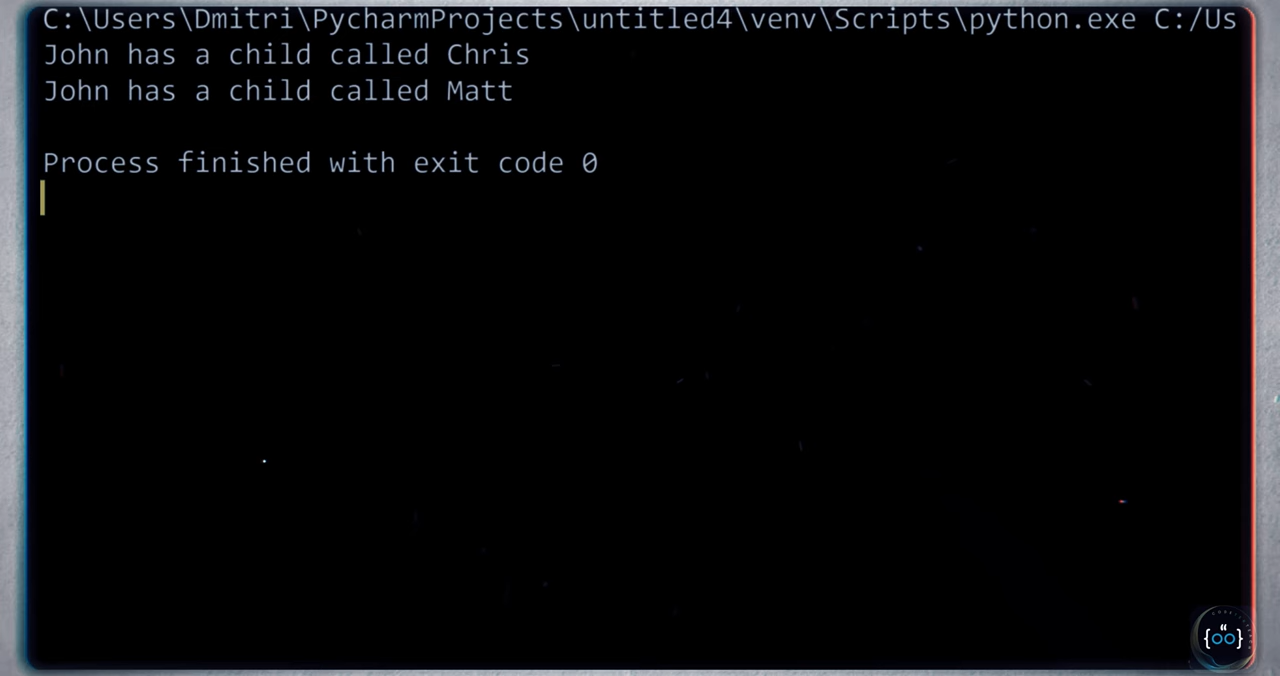 C:\Users\Dmitri\PycharmProjects\untitled4\venv\Scripts\python.exe C:/Us
John has a child called Chris
John has a child called Matt
Process finished with exit code 0